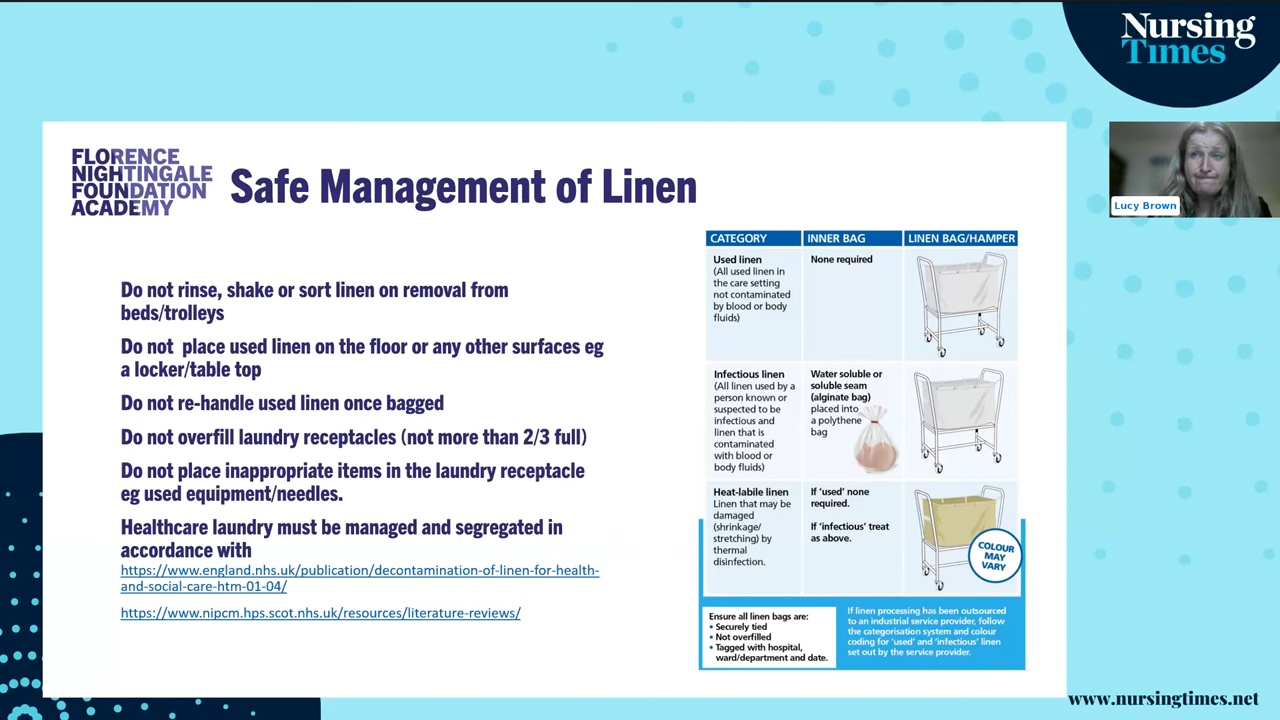 Nursing
Times
Lucy Brown
FLORENCE
NIGHTINGALE
FOUNDATION
ACADEMY
Safe Management of Linen
Do not rinse, shake or sort linen on removal from
beds/trolleys
Do not  place used linen on the floor or any other surfaces eg
a locker/table top
Do not re-handle used linen once bagged
Do not overfill laundry receptacles (not more than 2/3 full)
Do not place inappropriate items in the laundry receptacle
eg used equipment/needles.
Healthcare laundry must be managed and segregated in
accordance with
https://www.england.nhs.uk/publication/decontamination-of-linen-for-health-
and-social-care-htm-01-04/
https://www.nipcm.hps.scot.nhs.uk/resources/literature-reviews/
CATEGORY
INNER BAG
LINEN BAG/HAMPER
Used linen
(All used linen in
the care setting
not contaminated
by blood or body
fluids)
None required
Infectious linen
(All linen used by a
person known or
suspected to be
infectious and
linen that is
contaminated
with blood or
body fluids)
Water soluble or
soluble seam
(alginate bag)
placed into
a polythene
bag
Heat-labile linen
Linen that may be
damaged
(shrinkage/
stretching) by
thermal
disinfection.
If ‘used’ none
required.
If ‘infectious’ treat
as above.
COLOUR
MAY
VARY
Ensure all linen bags are:
• Securely tied
• Not overfilled
• Tagged with hospital,
ward/department and date.
If linen processing has been outsourced
to an industrial service provider, follow
the categorisation system and colour
coding for ‘used’ and ‘infectious’ linen
set out by the service provider.
www.nursingtimes.net